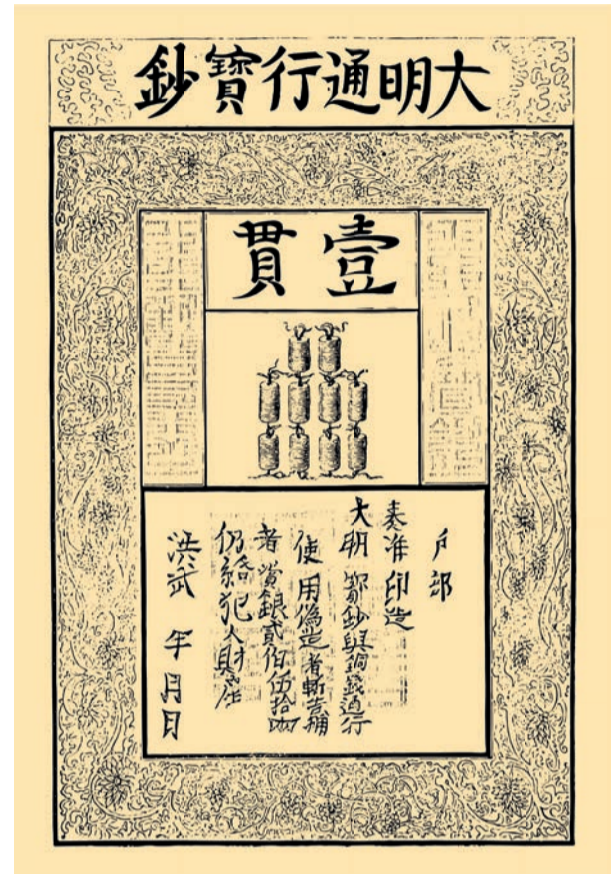 大明通行寶鈔
壹貫
戶部
奏准印造
大明寶鈔與銅錢通行
使用偽造者斬告捕
者賞銀貳佰伍拾兩
仍給犯人財產
洪武 年 月 日